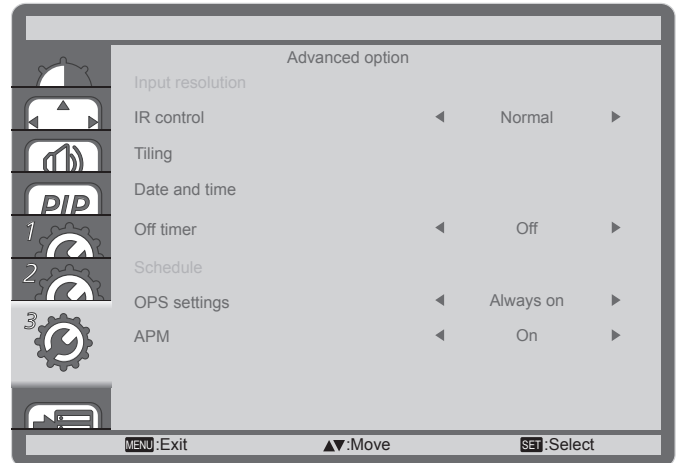 Advanced option
Input resolution
IR control ◀ Normal ▶
Tiling
Date and time
Off timer ◀ Off ▶
Schedule
OPS settings ◀ Always on ▶
APM ◀ On ▶
PIP
1
2
3
MENU:Exit ▲▼:Move SET:Select